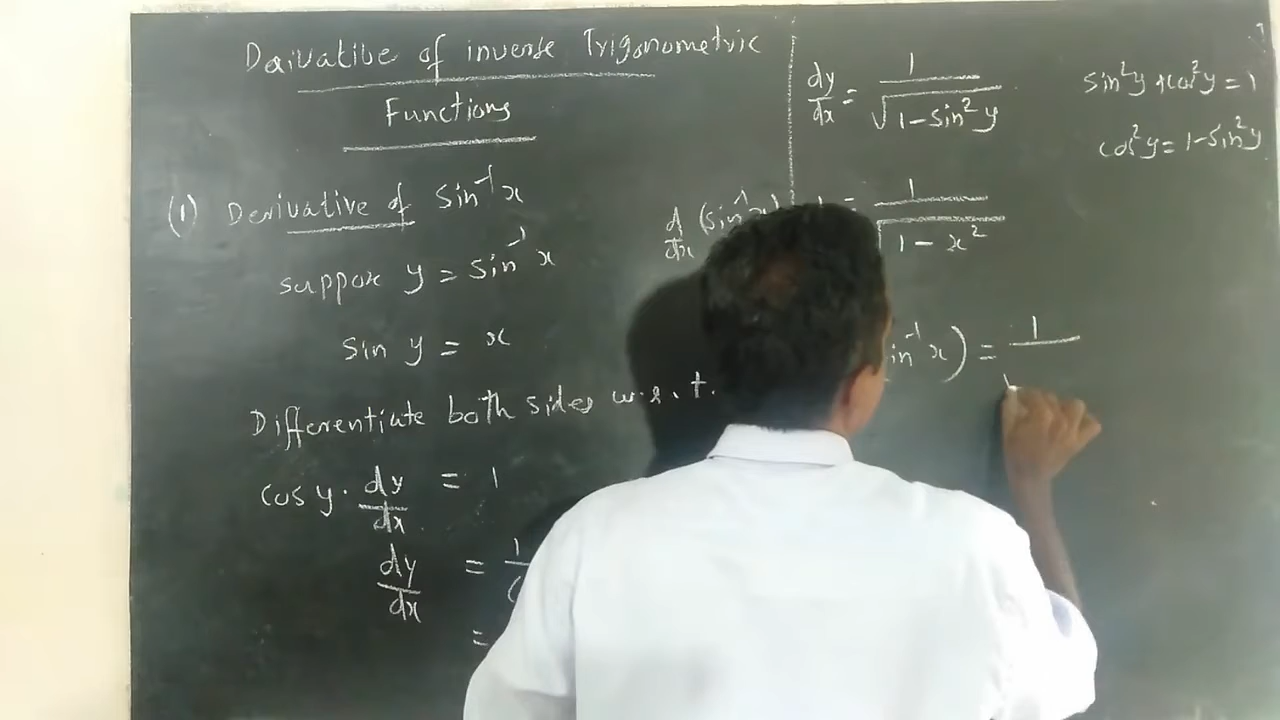 Derivative of inverse Trigonometric
Functions
(1) Derivative of sin⁻¹x
suppose y = sin⁻¹x
sin y = x
Differentiate both sides w.r.t.
cos y · dy/dx = 1
dy/dx = 1
=
dy/dx = 1/√(1-sin²y)
sin²y + cos²y = 1
cos²y = 1-sin²y
d/dx (sin⁻¹x) = 1/√(1-x²)
in⁻¹x) = 1